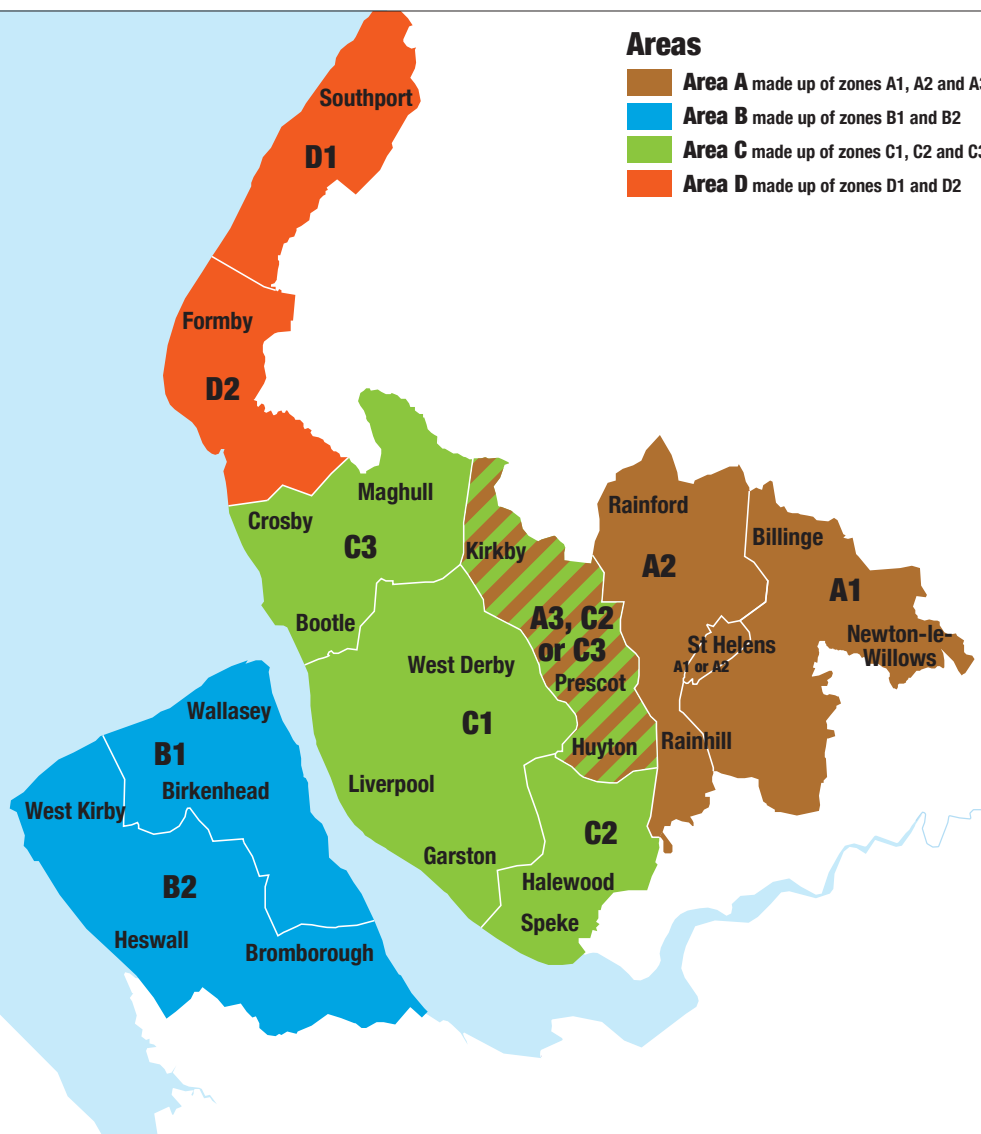 Areas
Area A made up of zones A1, A2 and A3
Area B made up of zones B1 and B2
Area C made up of zones C1, C2 and C3
Area D made up of zones D1 and D2
Southport
D1
Formby
D2
Maghull
Crosby
C3
Bootle
Kirkby
Rainford
Billinge
A2
A1
A3, C2
or C3
Prescot
Huyton
St Helens
A1 or A2
Newton-le-
Willows
Rainhill
West Derby
C1
Liverpool
Garston
C2
Halewood
Speke
Wallasey
B1
Birkenhead
West Kirby
B2
Heswall
Bromborough